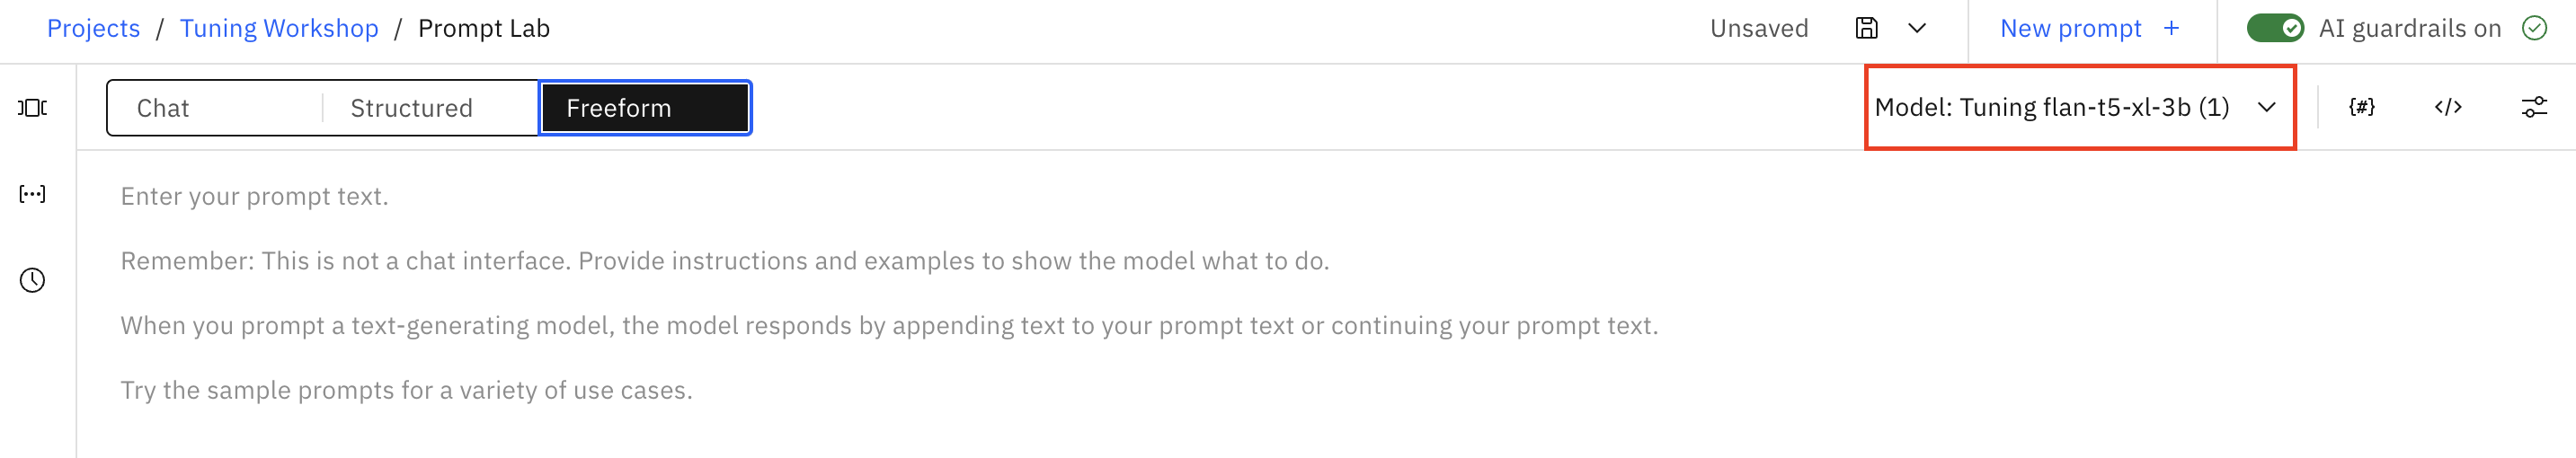 Projects / Tuning Workshop / Prompt Lab
Unsaved
New prompt +
AI guardrails on
Chat
Structured
Freeform
Model: Tuning flan-t5-xl-3b (1)
{#}
</>
Enter your prompt text.
Remember: This is not a chat interface. Provide instructions and examples to show the model what to do.
When you prompt a text-generating model, the model responds by appending text to your prompt text or continuing your prompt text.
Try the sample prompts for a variety of use cases.